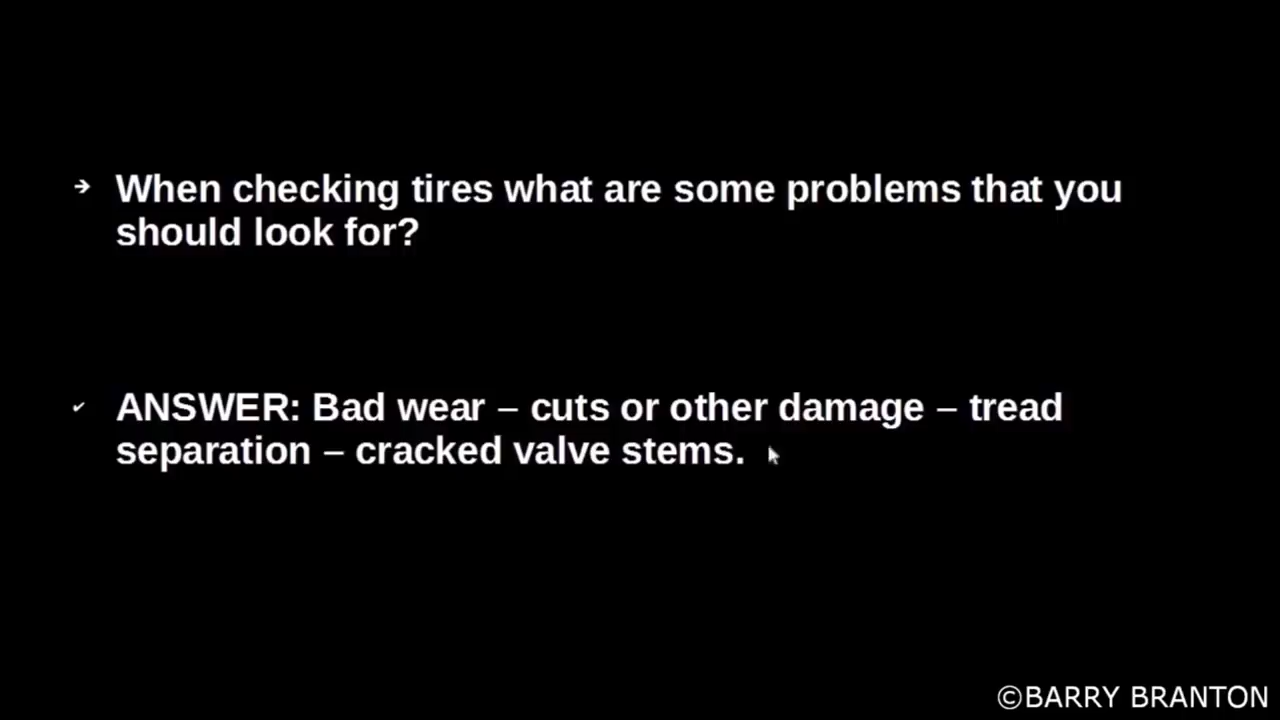 ➔ When checking tires what are some problems that you
should look for?
✔ ANSWER: Bad wear – cuts or other damage – tread
separation – cracked valve stems.
©BARRY BRANTON